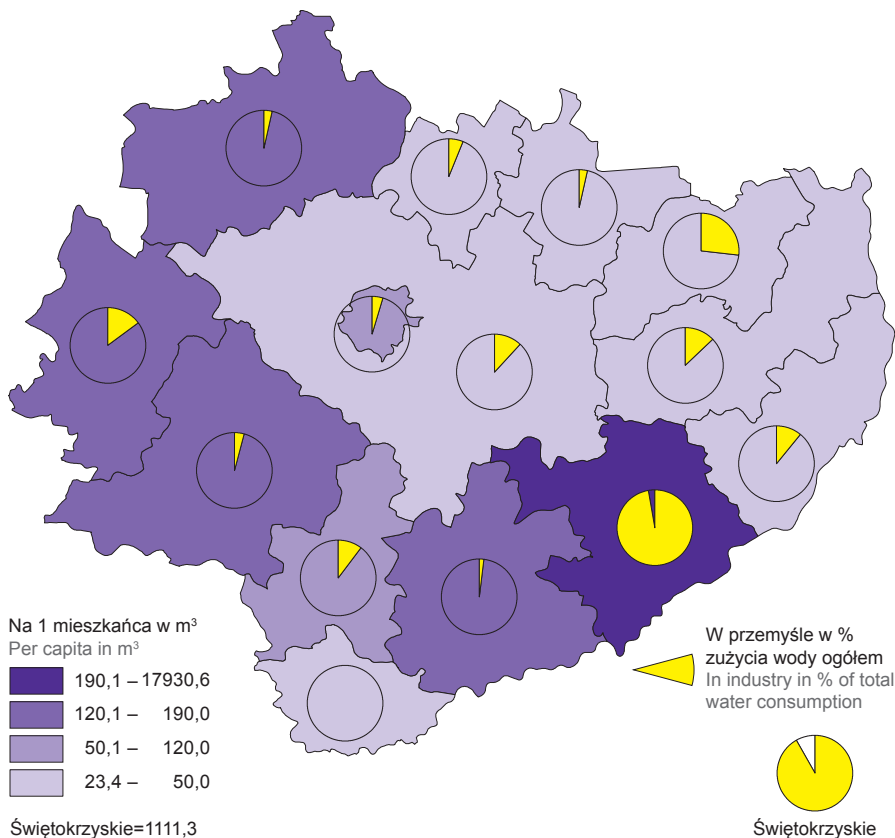 Na 1 mieszkańca w m³
Per capita in m³
190,1 – 17930,6
120,1 – 190,0
50,1 – 120,0
23,4 – 50,0
Świętokrzyskie=1111,3
W przemyśle w %
zużycia wody ogółem
In industry in % of total
water consumption
Świętokrzyskie